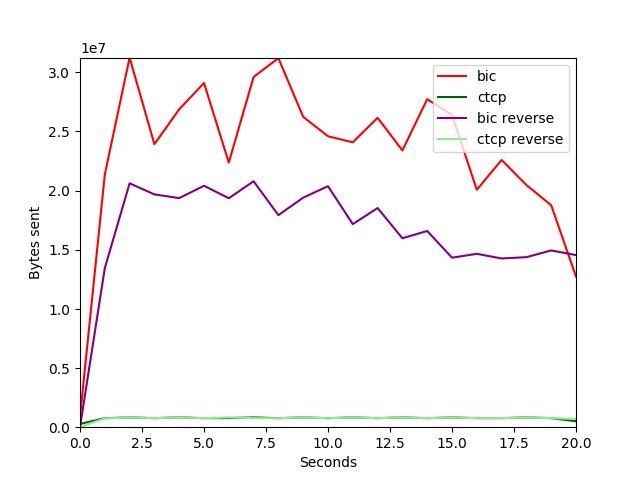 1e7
3.0
2.5
2.0
1.5
1.0
0.5
0.0
Bytes sent
bic
ctcp
bic reverse
ctcp reverse
0.0 2.5 5.0 7.5 10.0 12.5 15.0 17.5 20.0
Seconds